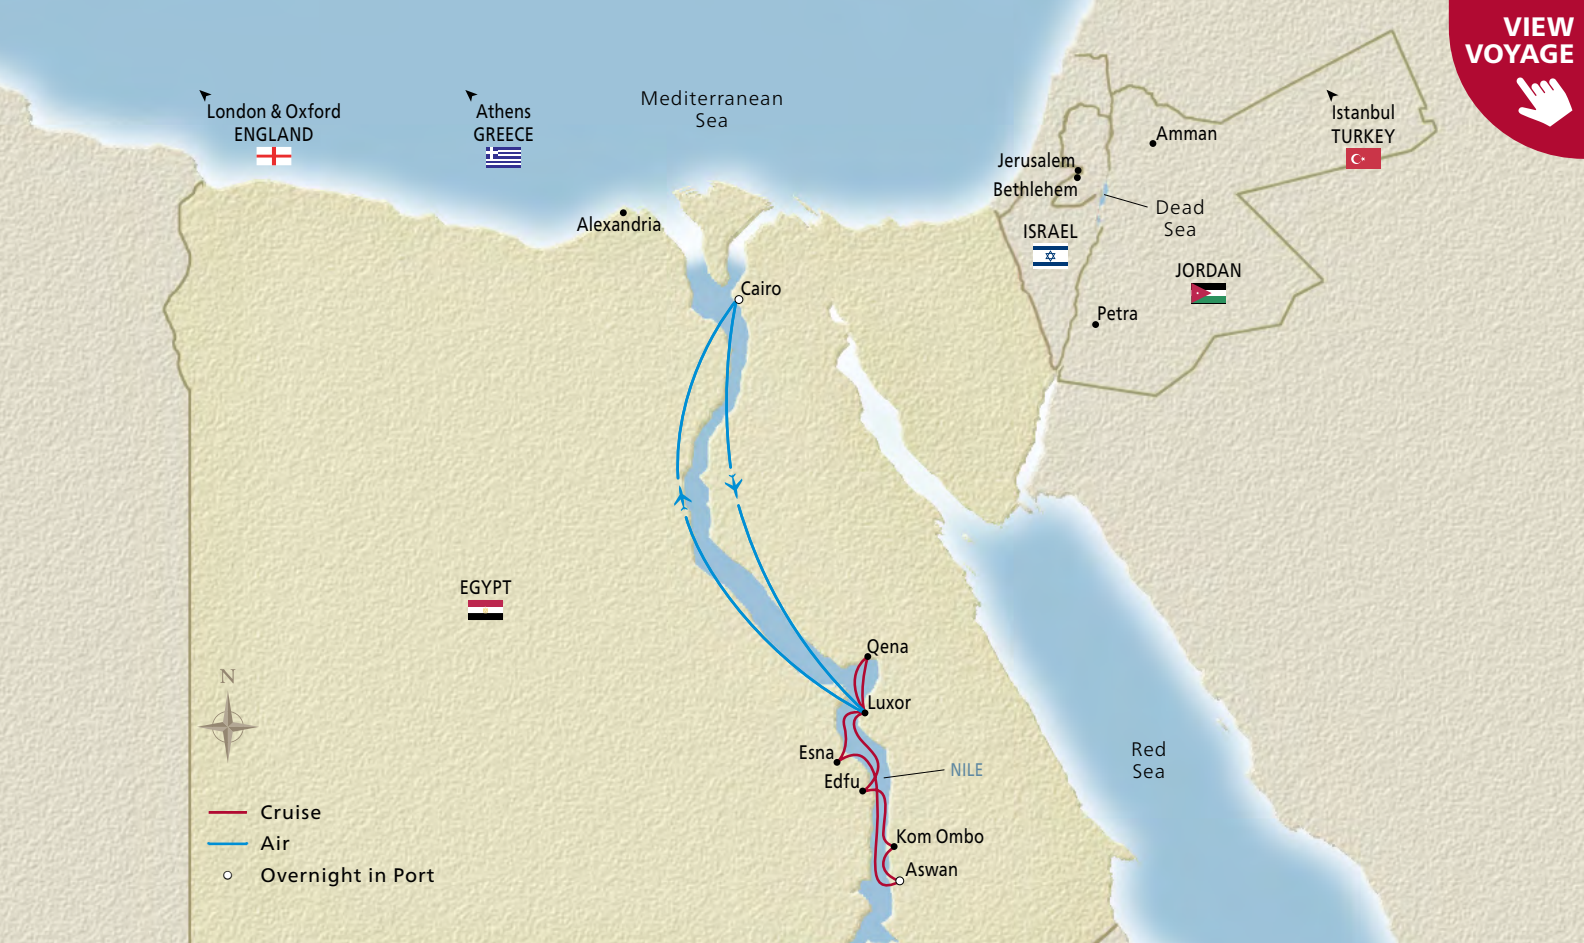 VIEW
VOYAGE
London & Oxford
ENGLAND
Athens
GREECE
Mediterranean
Sea
Istanbul
TURKEY
Amman
Jerusalem
Bethlehem
Dead
Sea
Alexandria
ISRAEL
JORDAN
Cairo
Petra
EGYPT
Qena
N
Luxor
Esna
Edfu
NILE
Red
Sea
Kom Ombo
Aswan
Cruise
Air
Overnight in Port